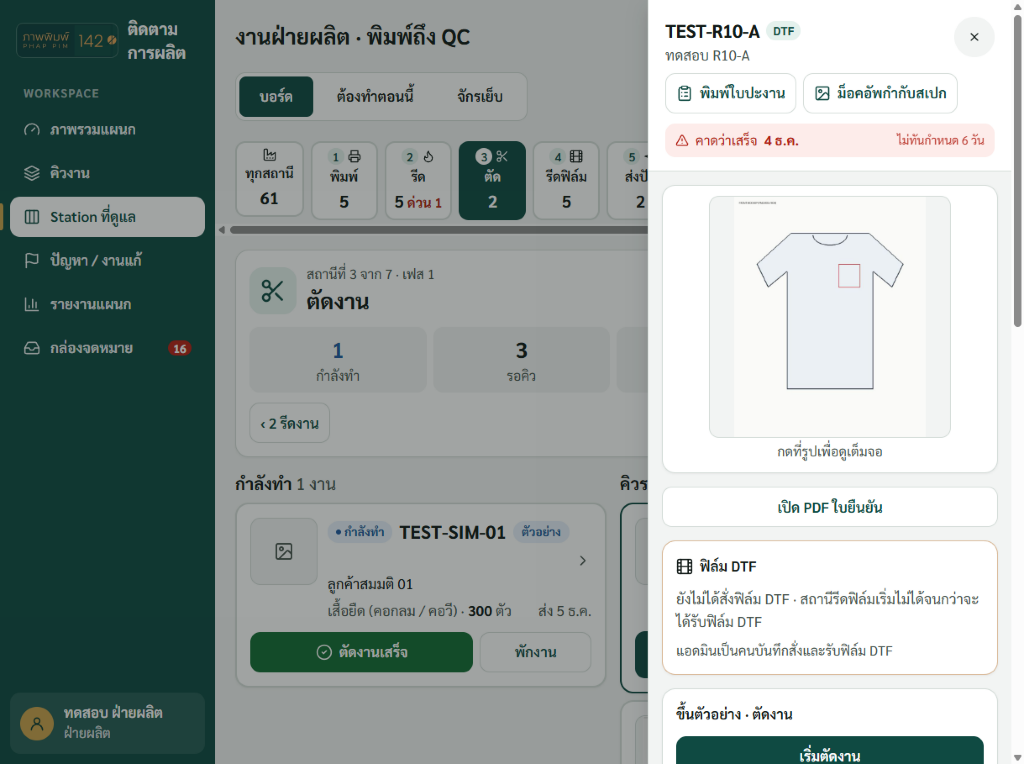 ภาพพิมพ์
PHAP PIM
142
ติดตาม
การผลิต
WORKSPACE
ภาพรวมแผนก
คิวงาน
Station ที่ดูแล
ปัญหา / งานแก้
รายงานแผนก
กล่องจดหมาย 16
ทดสอบ ฝ่ายผลิต
ฝ่ายผลิต
งานฝ่ายผลิต · พิมพ์ถึง QC
บอร์ด ต้องทำตอนนี้ จักรเย็บ
ทุกสถานี
61
1
พิมพ์
5
2
รีด
5 ด่วน 1
3
ตัด
2
4
รีดฟิล์ม
5
5
2
สถานีที่ 3 จาก 7 · เฟส 1
ตัดงาน
1
กำลังทำ
3
รอคิว
‹ 2 รีดงาน
กำลังทำ 1 งาน
กำลังทำ TEST-SIM-01 ตัวอย่าง
ลูกค้าสมมติ 01
เสื้อยืด (คอกลม / คอวี) · 300 ตัว ส่ง 5 ธ.ค.
ตัดงานเสร็จ พักงาน
TEST-R10-A DTF
ทดสอบ R10-A
พิมพ์ใบปะงาน ม็อคอัพกำกับสเปก
คาดว่าเสร็จ 4 ธ.ค. ไม่ทันกำหนด 6 วัน
กดที่รูปเพื่อดูเต็มจอ
เปิด PDF ใบยืนยัน
ฟิล์ม DTF
ยังไม่ได้สั่งฟิล์ม DTF · สถานีรีดฟิล์มเริ่มไม่ได้จนกว่าจะ
ได้รับฟิล์ม DTF
แอดมินเป็นคนบันทึกสั่งและรับฟิล์ม DTF
ขึ้นตัวอย่าง · ตัดงาน
เริ่มตัดงาน